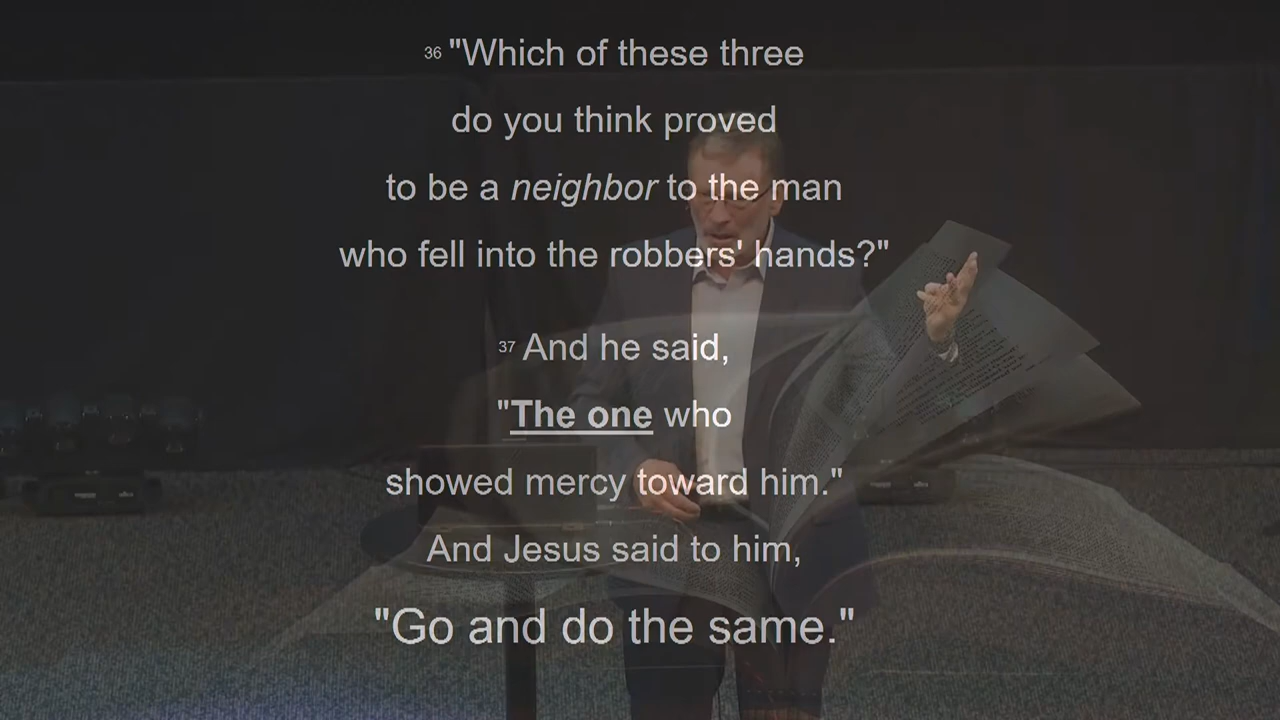 36 "Which of these three
do you think proved
to be a neighbor to the man
who fell into the robbers' hands?"
37 And he said,
"The one who
showed mercy toward him."
And Jesus said to him,
"Go and do the same."